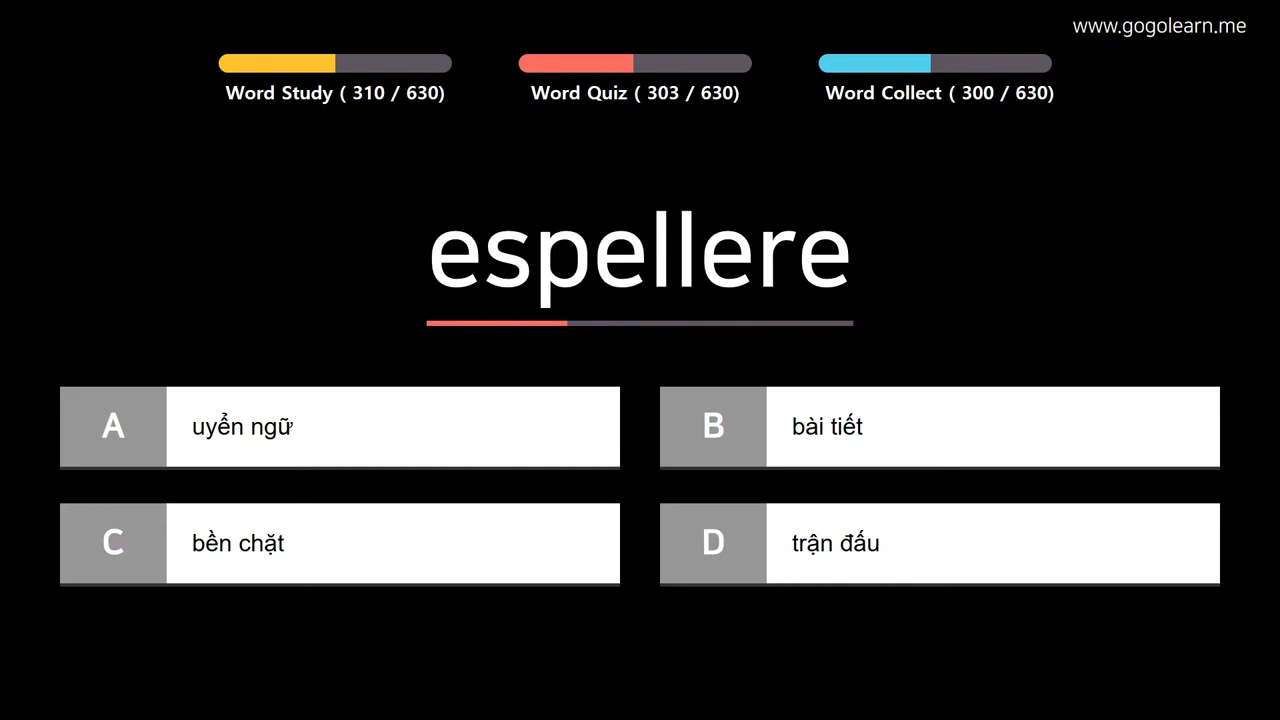 www.gogolearn.me
Word Study ( 310 / 630)
Word Quiz ( 303 / 630)
Word Collect ( 300 / 630)
espellere
A
uyển ngữ
B
bài tiết
C
bền chặt
D
trận đấu